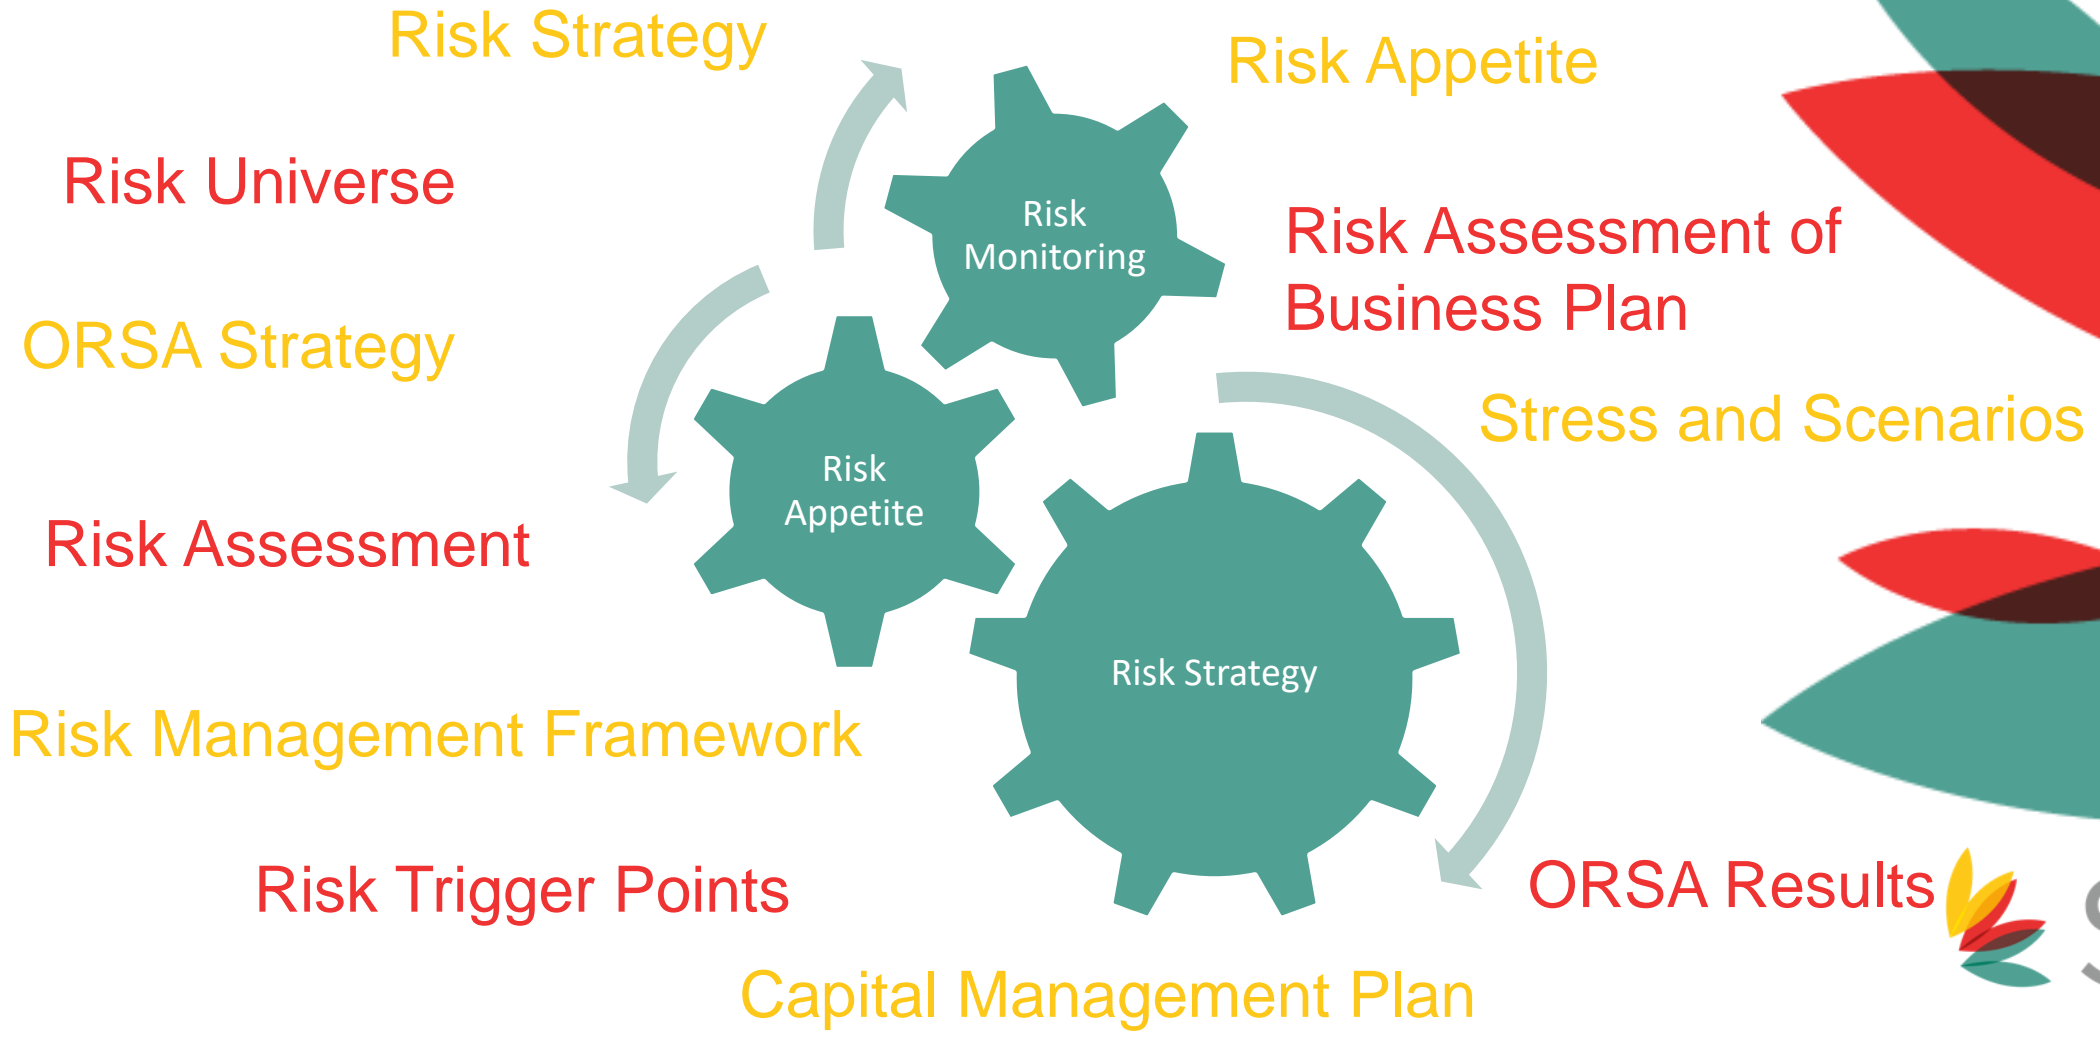 Risk Strategy
Risk Appetite
Risk Universe
Risk
Monitoring
Risk Assessment of
Business Plan
ORSA Strategy
Stress and Scenarios
Risk
Appetite
Risk Assessment
Risk Strategy
Risk Management Framework
Risk Trigger Points
ORSA Results
Capital Management Plan